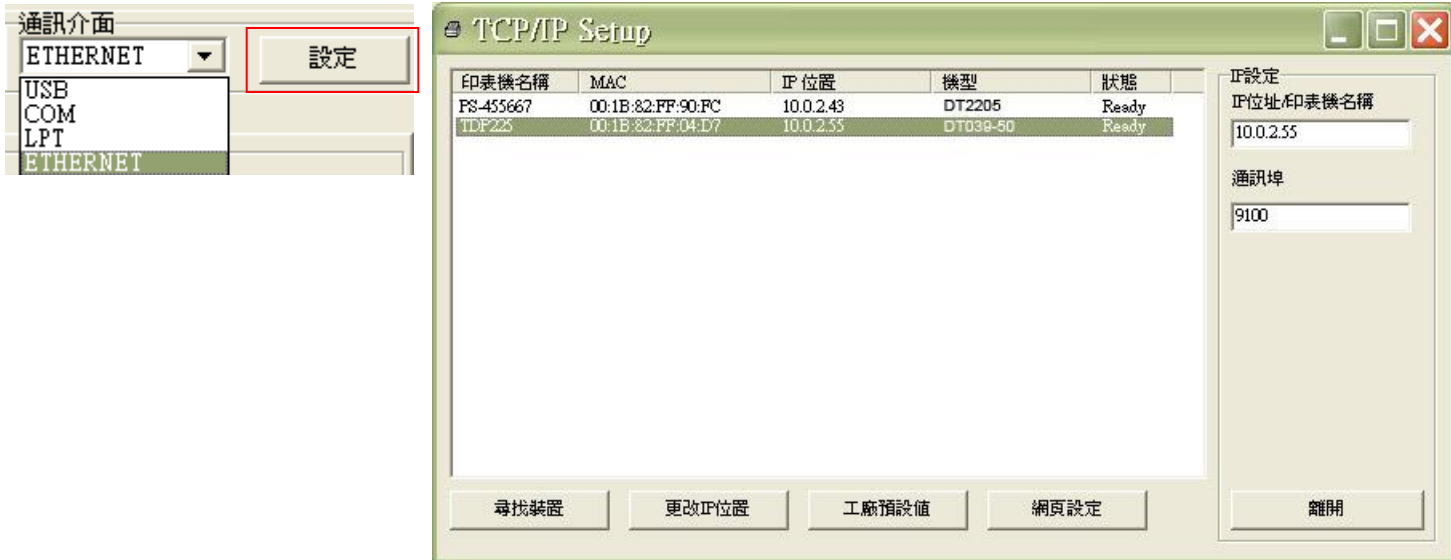 通訊介面
ETHERNET
設定
USB
COM
LPT
ETHERNET
TCP/IP Setup
印表機名稱 MAC IP 位置 機型 狀態
PS-455667 00:1B:82:FF:90:FC 10.0.2.43 DT2205 Ready
TDP225 00:1B:82:FF:04:D7 10.0.2.55 DT039-50 Ready
IP設定
IP位址/印表機名稱
10.0.2.55
通訊埠
9100
尋找裝置 更改IP位置 工廠預設值 網頁設定 離開